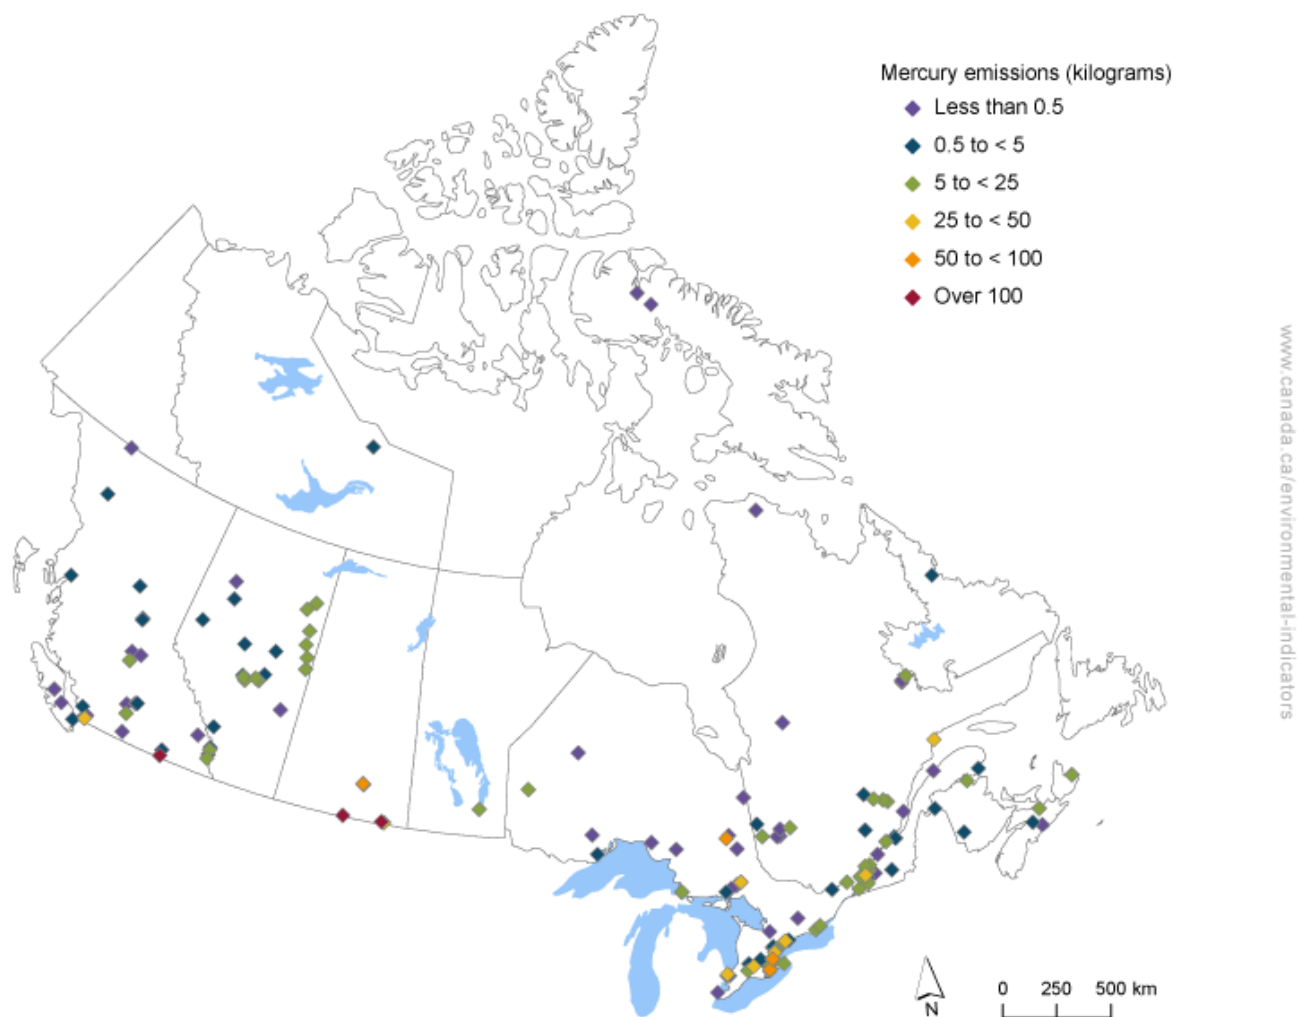 Mercury emissions (kilograms)
Less than 0.5
0.5 to < 5
5 to < 25
25 to < 50
50 to < 100
Over 100
www.canada.ca/environmental-indicators
N
0 250 500 km